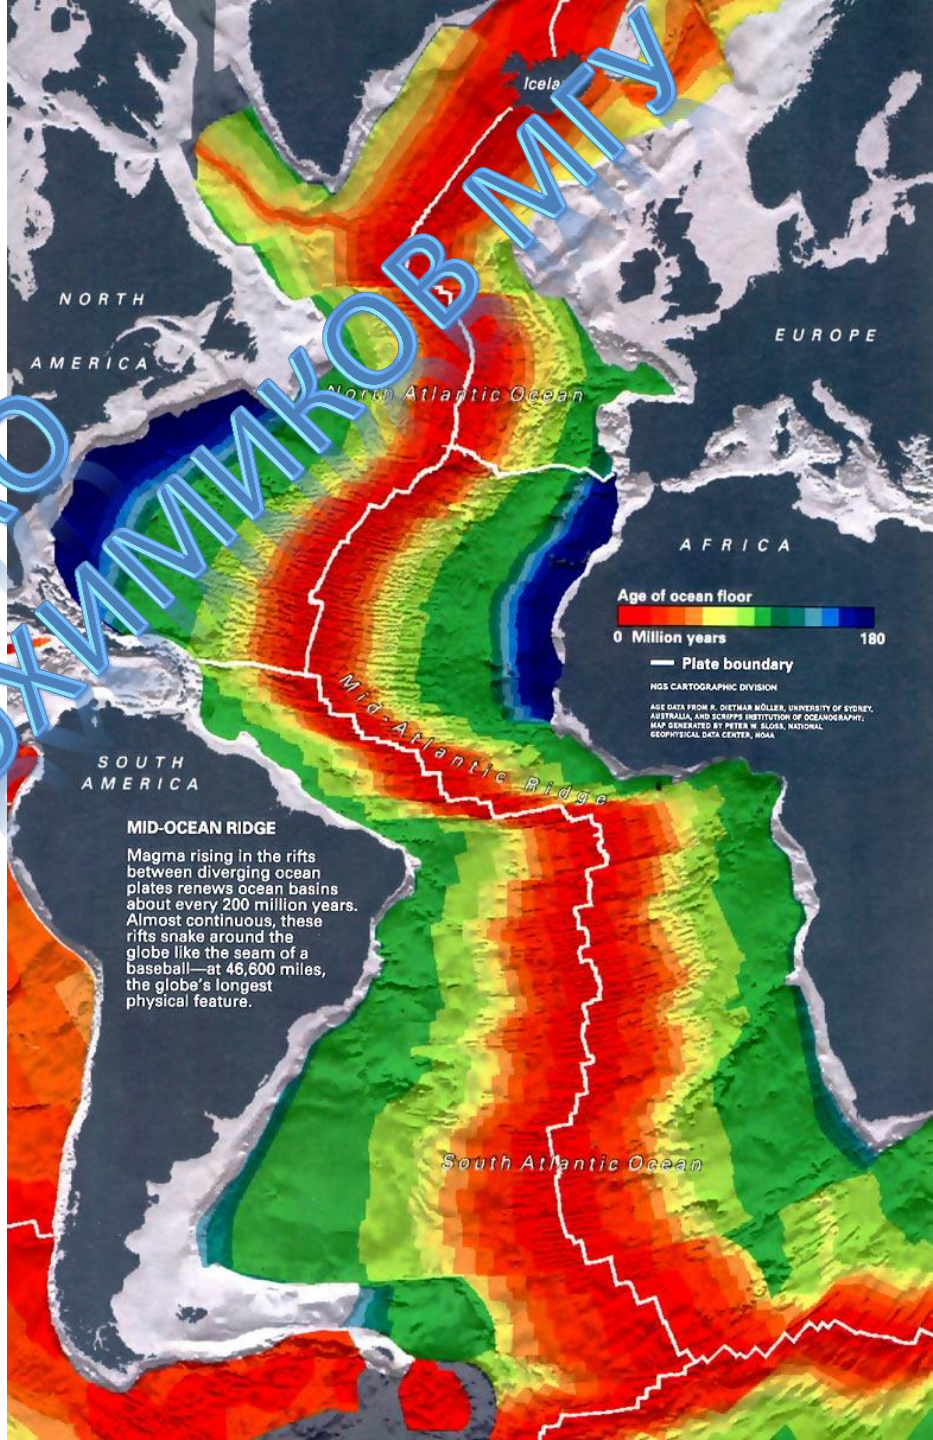 Icela
NORTH
AMERICA
EUROPE
North Atlantic Ocean
AFRICA
Age of ocean floor
0 Million years 180
Plate boundary
NGS CARTOGRAPHIC DIVISION
AGE DATA FROM R. DIETMAR MÜLLER, UNIVERSITY OF SYDNEY,
AUSTRALIA, AND SCRIPPS INSTITUTION OF OCEANOGRAPHY;
MAP GENERATED BY PETER W. SLOSS, NATIONAL
GEOPHYSICAL DATA CENTER, NOAA
Mid-Atlantic Ridge
SOUTH
AMERICA
MID-OCEAN RIDGE
Magma rising in the rifts
between diverging ocean
plates renews ocean basins
about every 200 million years.
Almost continuous, these
rifts snake around the
globe like the seam of a
baseball—at 46,600 miles,
the globe's longest
physical feature.
South Atlantic Ocean
ОХИМИКОВ МГУ